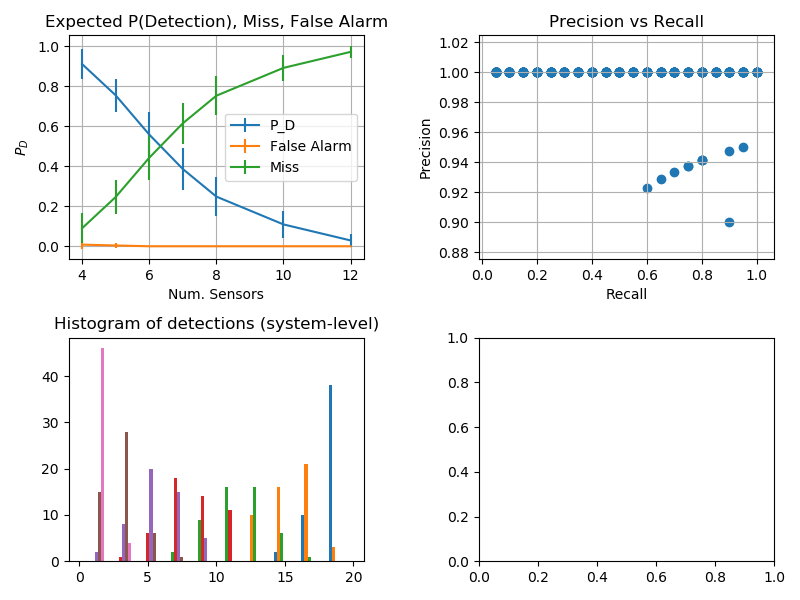 Expected P(Detection), Miss, False Alarm
1.0
0.8
0.6
0.4
0.2
0.0
P_D
P_D
False Alarm
Miss
4 6 8 10 12
Num. Sensors
Precision vs Recall
1.02
1.00
0.98
0.96
0.94
0.92
0.90
0.88
Precision
0.0 0.2 0.4 0.6 0.8 1.0
Recall
Histogram of detections (system-level)
40
30
20
10
0
0 5 10 15 20
1.0
0.8
0.6
0.4
0.2
0.0
0.0 0.2 0.4 0.6 0.8 1.0